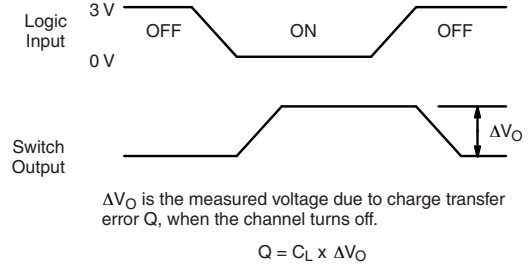 Logic
Input
3 V
0 V
OFF
ON
OFF
Switch
Output
ΔVO
ΔVO is the measured voltage due to charge transfer
error Q, when the channel turns off.
Q = CL x ΔVO